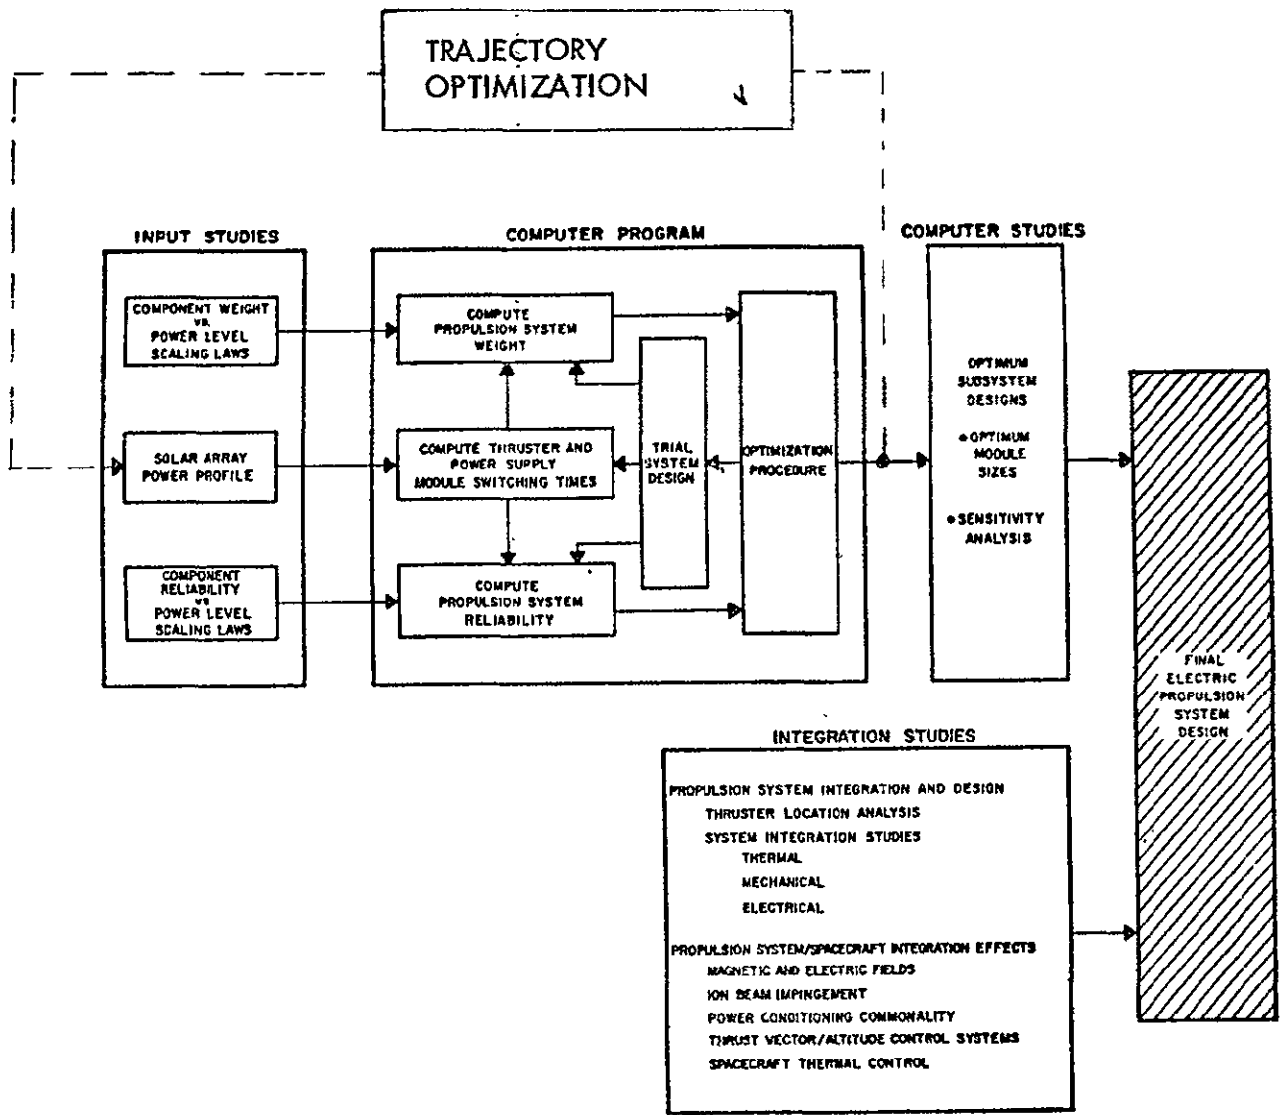 TRAJECTORY
OPTIMIZATION
INPUT STUDIES
COMPONENT WEIGHT
VS.
POWER LEVEL
SCALING LAWS
SOLAR ARRAY
POWER PROFILE
COMPONENT
RELIABILITY
VS
POWER LEVEL
SCALING LAWS
COMPUTER PROGRAM
COMPUTE
PROPULSION SYSTEM
WEIGHT
COMPUTE THRUSTER AND
POWER SUPPLY
MODULE SWITCHING TIMES
COMPUTE
PROPULSION SYSTEM
RELIABILITY
TRIAL
SYSTEM
DESIGN
OPTIMIZATION
PROCEDURE
COMPUTER STUDIES
OPTIMUM
SUBSYSTEM
DESIGNS
• OPTIMUM
MODULE
SIZES
• SENSITIVITY
ANALYSIS
FINAL
ELECTRIC
PROPULSION
SYSTEM
DESIGN
INTEGRATION STUDIES
PROPULSION SYSTEM INTEGRATION AND DESIGN
THRUSTER LOCATION ANALYSIS
SYSTEM INTEGRATION STUDIES
THERMAL
MECHANICAL
ELECTRICAL
PROPULSION SYSTEM/SPACECRAFT INTEGRATION EFFECTS
MAGNETIC AND ELECTRIC FIELDS
ION BEAM IMPINGEMENT
POWER CONDITIONING COMMONALITY
THRUST VECTOR/ALTITUDE CONTROL SYSTEMS
SPACECRAFT THERMAL CONTROL